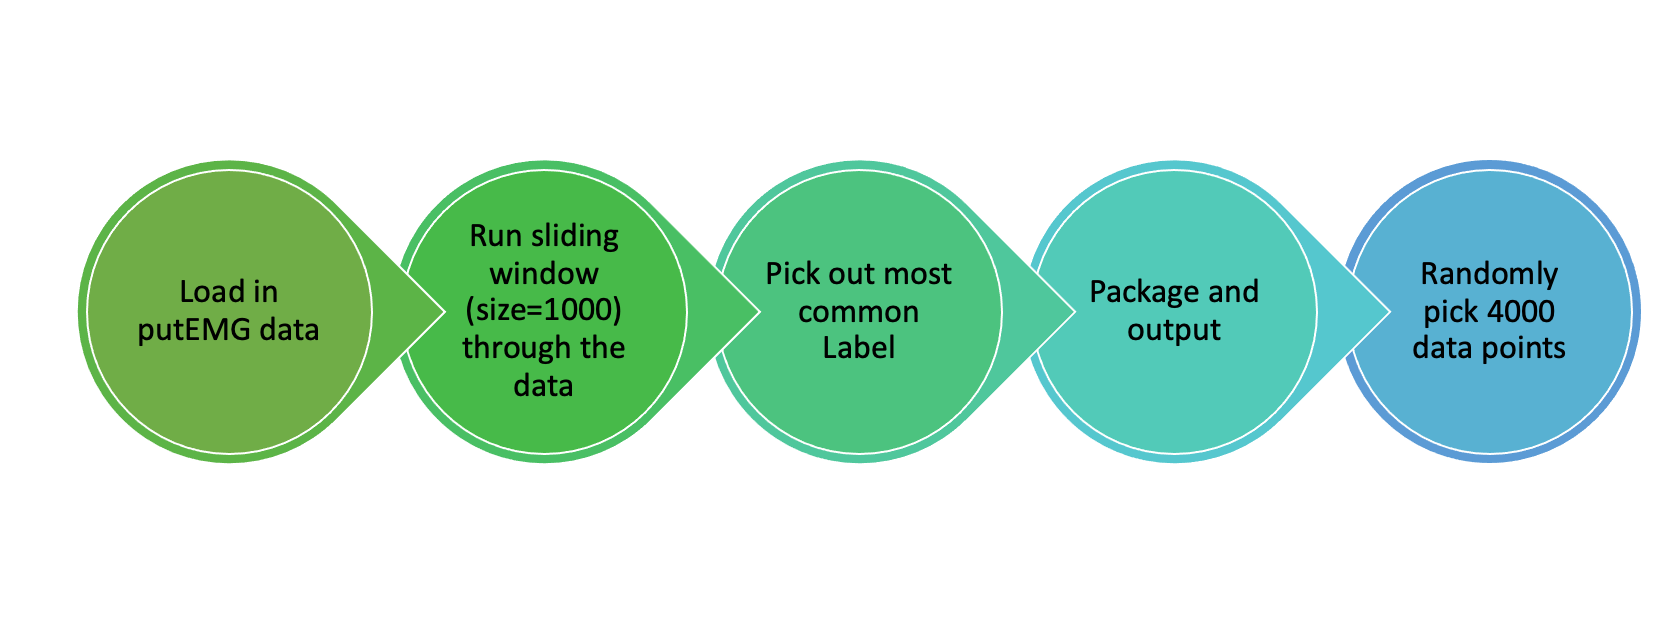 Load in
putEMG data
Run sliding
window
(size=1000)
through the
data
Pick out most
common
Label
Package and
output
Randomly
pick 4000
data points